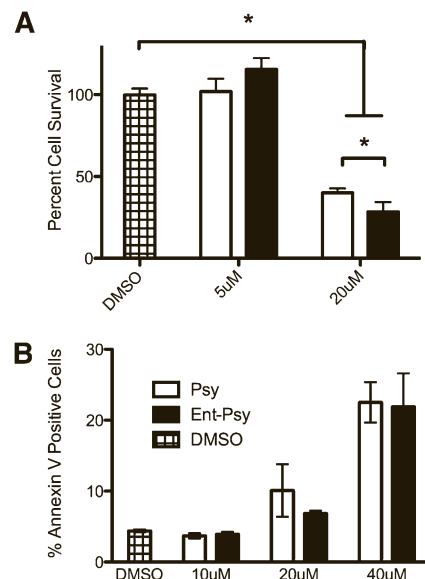 A
*
100
*
50
0
Percent Cell Survival
DMSO
5uM
20uM
B
30
Psy
Ent-Psy
DMSO
20
10
0
% Annexin V Positive Cells
DMSO 10uM 20uM 40uM